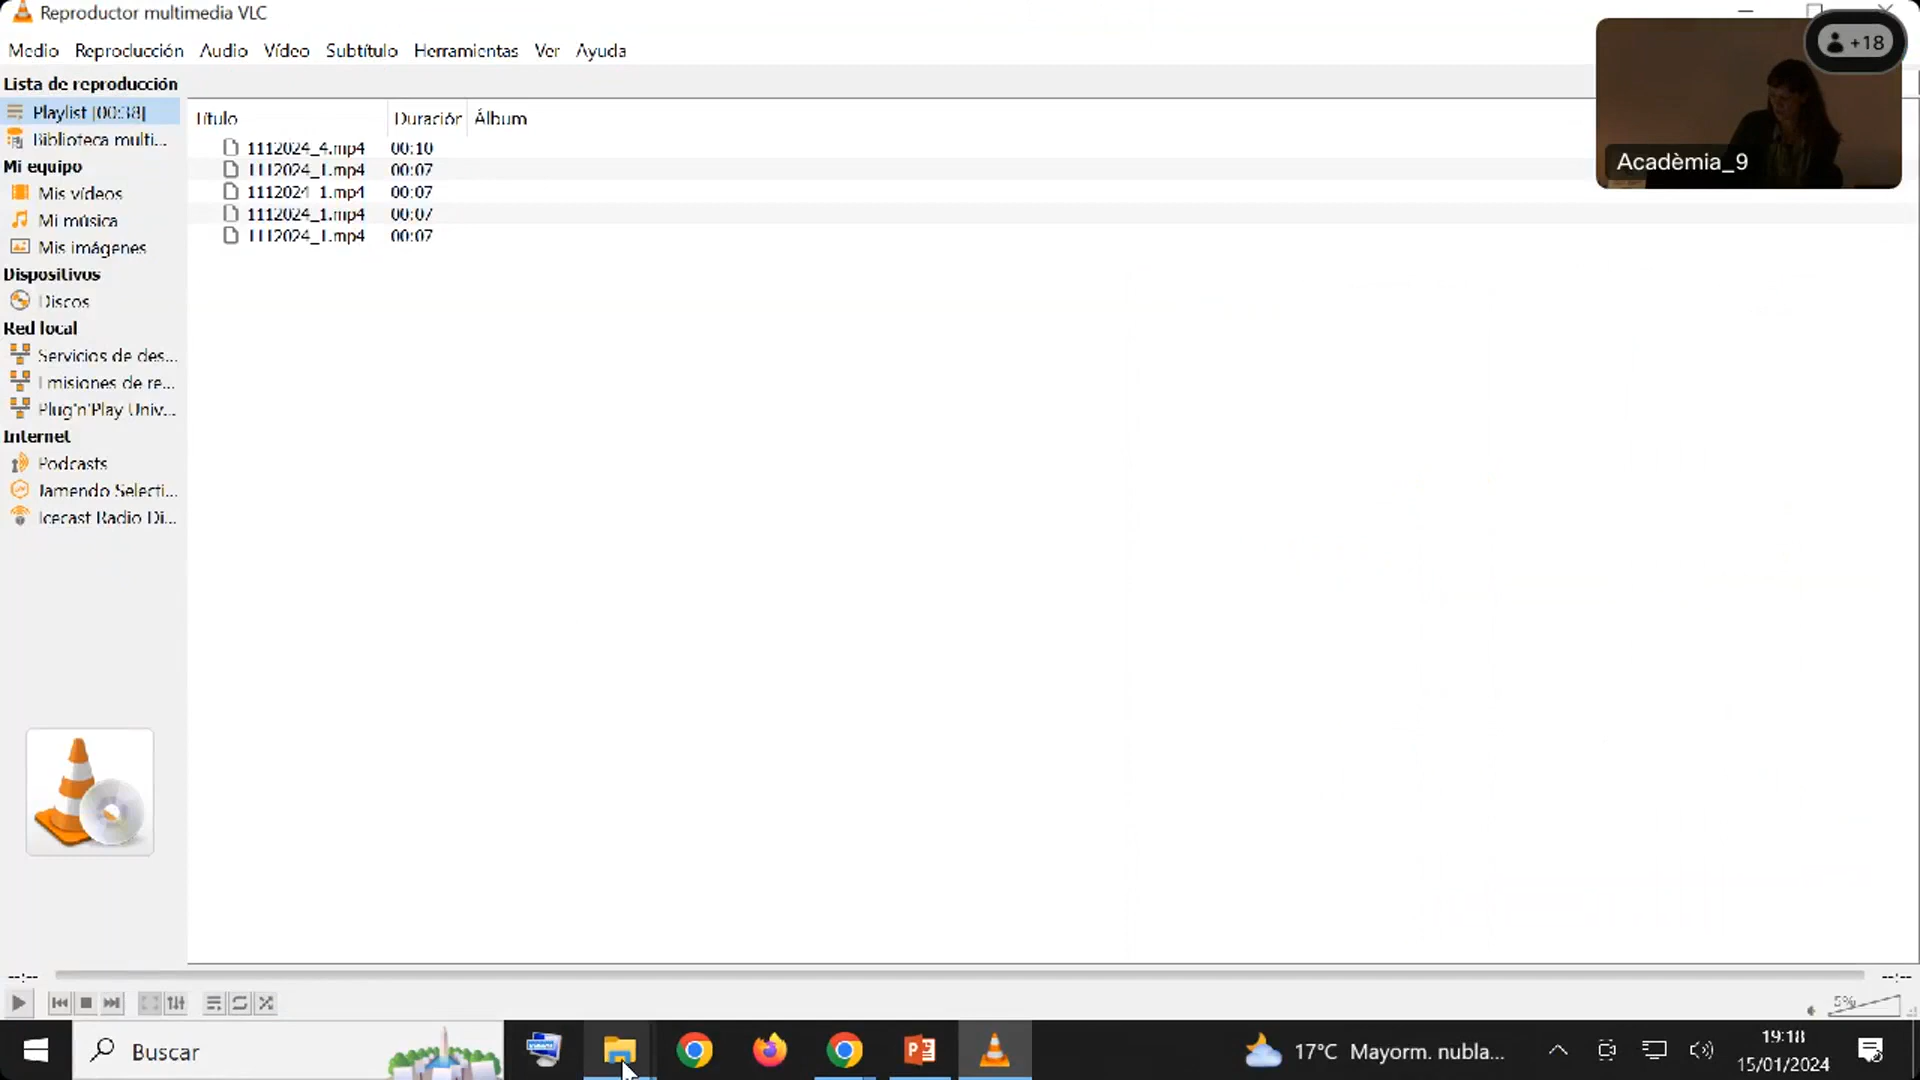 Reproductor multimedia VLC
Medio Reproducción Audio Vídeo Subtítulo Herramientas Ver Ayuda
+18
Acadèmia_9
Lista de reproducción
Playlist [00:38]
Biblioteca multi...
Mi equipo
Mis vídeos
Mi música
Mis imágenes
Dispositivos
Discos
Red local
Servicios de des...
Emisiones de re...
Plug'n'Play Univ...
Internet
Podcasts
Jamendo Selecti...
Icecast Radio Di...
Título Duración Álbum
1112024_4.mp4 00:10
1112024_1.mp4 00:07
1112024_1.mp4 00:07
1112024_1.mp4 00:07
1112024_1.mp4 00:07
--:-- --:--
5%
Buscar
17°C Mayorm. nubla...
19:18
15/01/2024